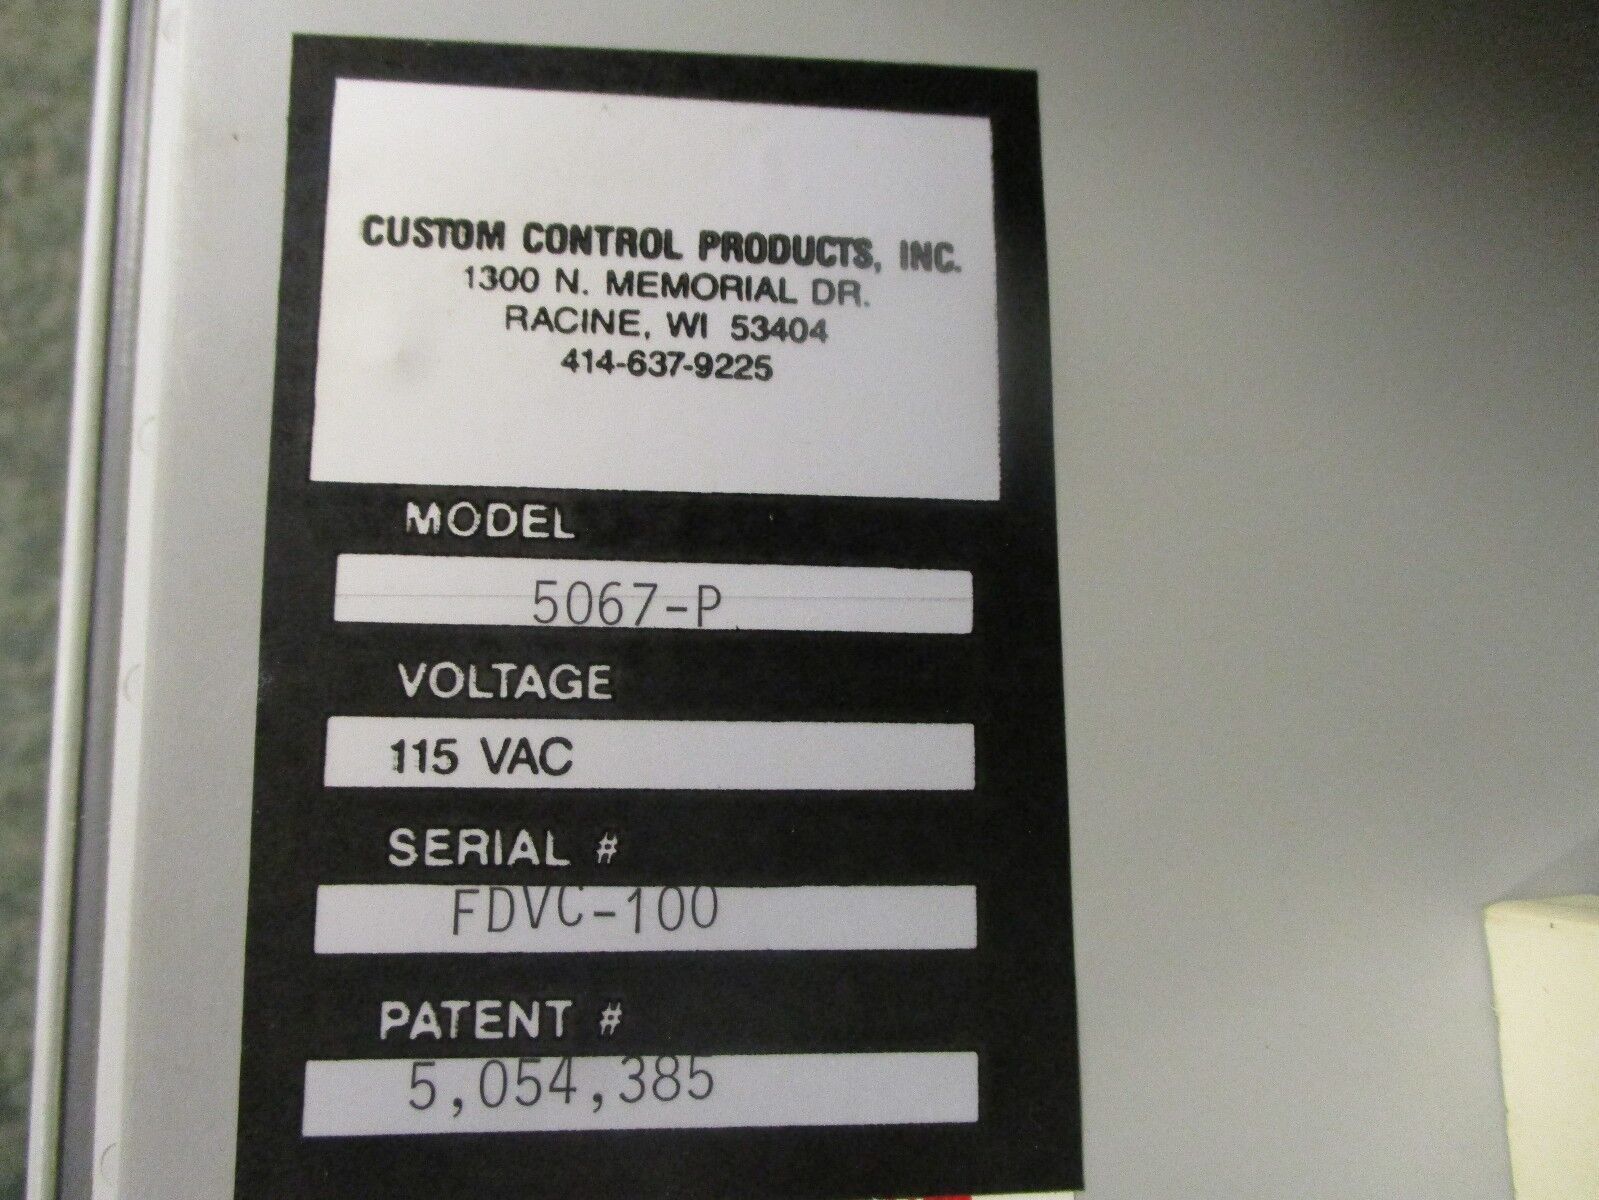 CUSTOM CONTROL PRODUCTS, INC.
1300 N. MEMORIAL DR.
RACINE, WI 53404
414-637-9225
MODEL
5067-P
VOLTAGE
115 VAC
SERIAL #
FDVC-100
PATENT #
5,054,385